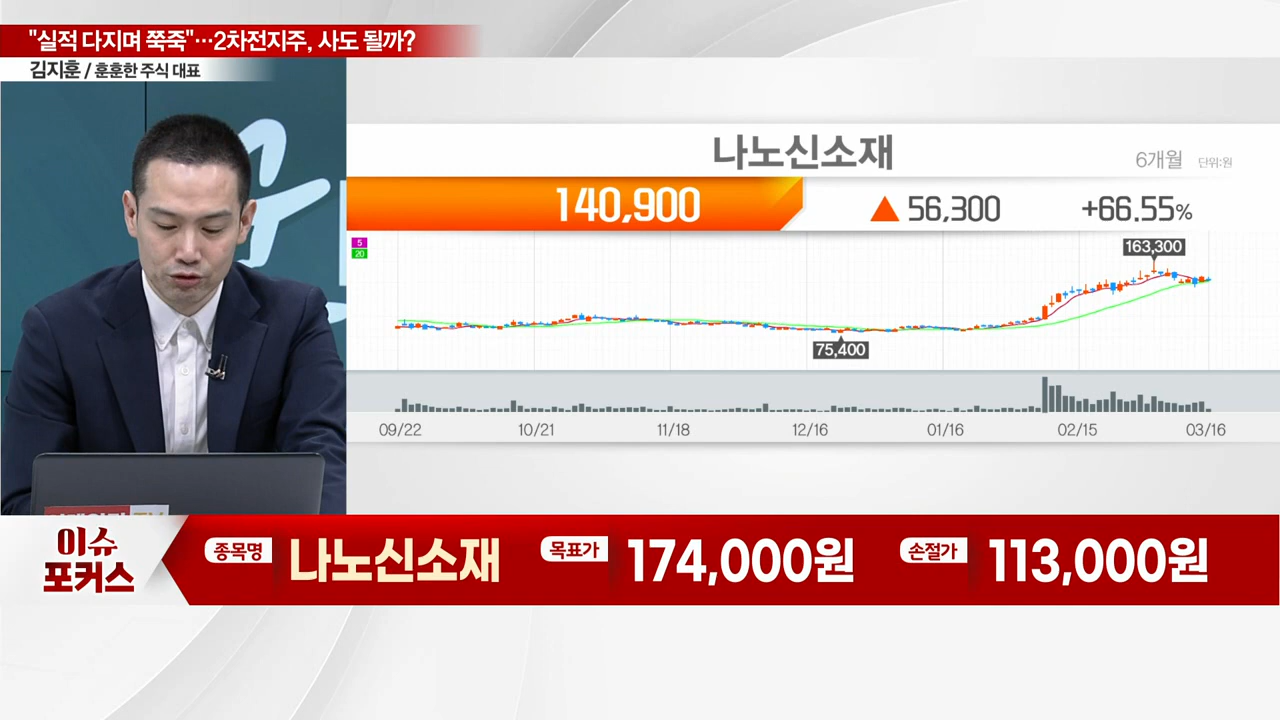 "실적 다지며 쭉죽"…2차전지주, 사도 될까?
김지훈 / 훈훈한 주식 대표
나노신소재
6개월 단위:원
140,900 ▲ 56,300 +66.55%
5
20
163,300
75,400
09/22 10/21 11/18 12/16 01/16 02/15 03/16
이슈
포커스
종목명 나노신소재 목표가 174,000원 손절가 113,000원